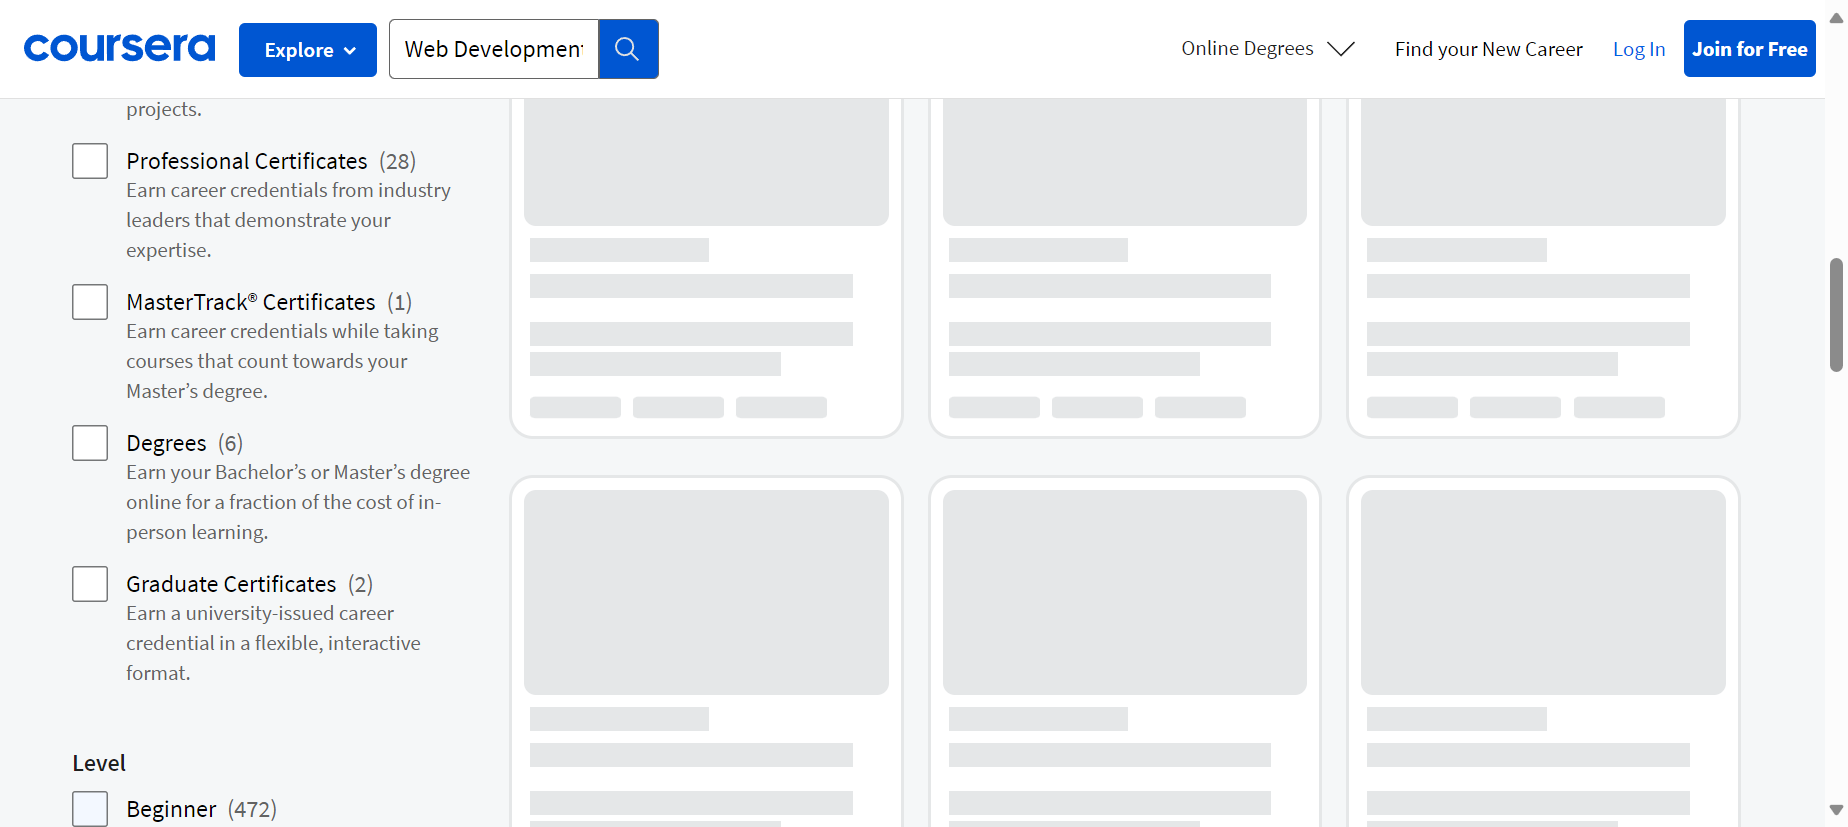 coursera
Explore
Web Development
Online Degrees
Find your New Career
Log In
Join for Free
projects.
Professional Certificates (28)
Earn career credentials from industry
leaders that demonstrate your
expertise.
MasterTrack® Certificates (1)
Earn career credentials while taking
courses that count towards your
Master’s degree.
Degrees (6)
Earn your Bachelor’s or Master’s degree
online for a fraction of the cost of in-
person learning.
Graduate Certificates (2)
Earn a university-issued career
credential in a flexible, interactive
format.
Level
Beginner (472)